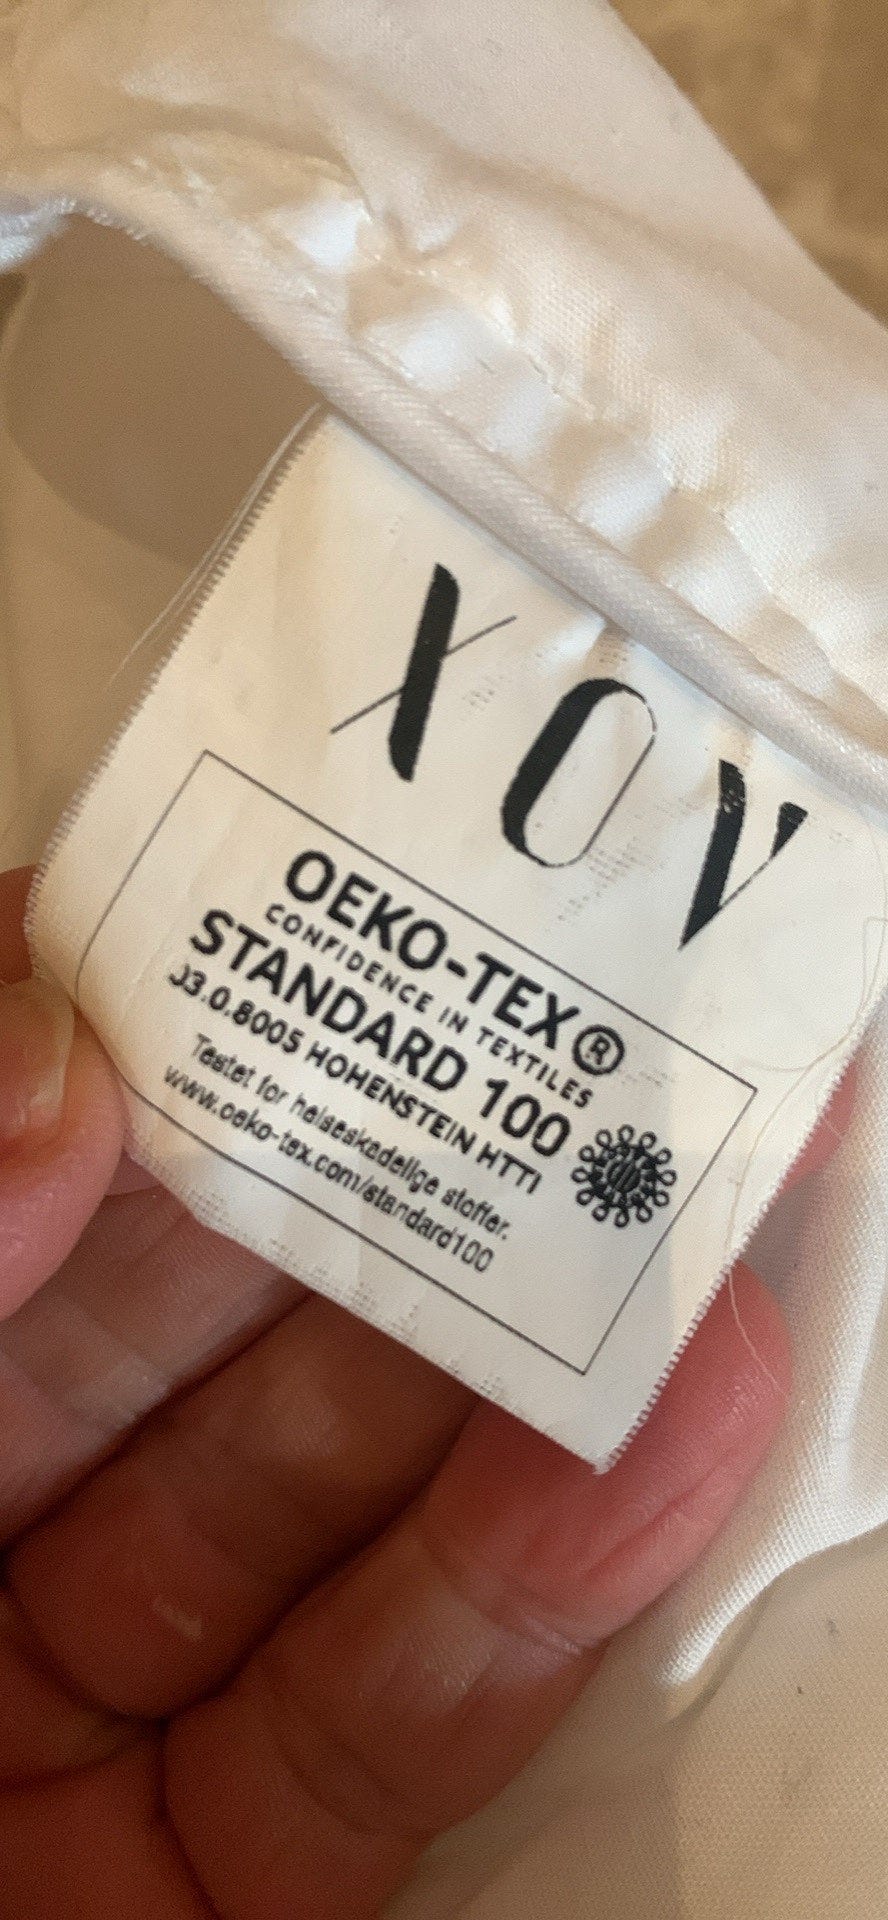 XOV
OEKO-TEX®
CONFIDENCE IN TEXTILES
STANDARD 100
03.0.8005 HOHENSTEIN HTTI
Testet for helseskadelige stoffer.
www.oeko-tex.com/standard100